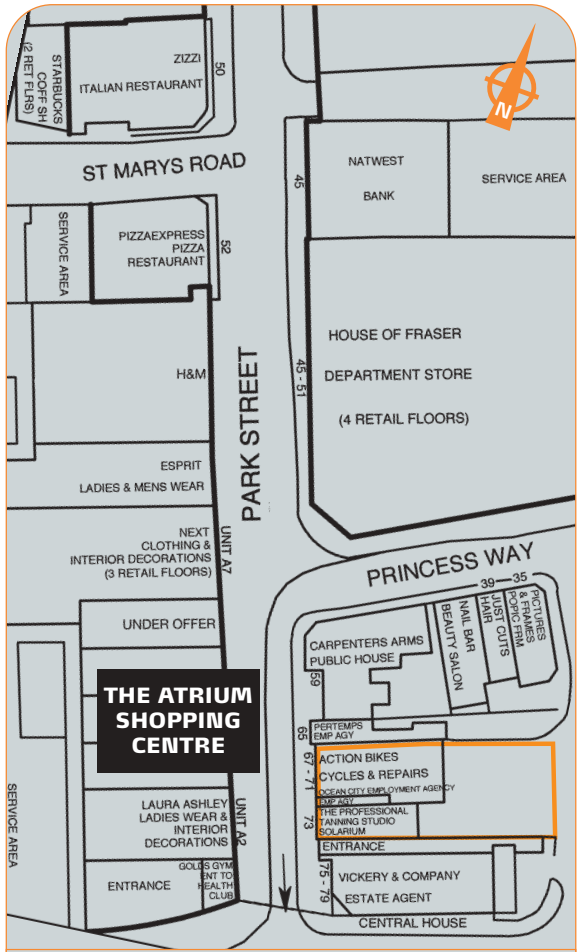 STARBUCKS
COFF SH
(2 RET FLRS)
ZIZZI
ITALIAN RESTAURANT
50
N
ST MARYS ROAD
45
NATWEST
BANK
SERVICE AREA
SERVICE AREA
PIZZAEXPRESS
PIZZA
RESTAURANT
52
HOUSE OF FRASER
DEPARTMENT STORE
(4 RETAIL FLOORS)
45 - 51
H&M
PARK STREET
ESPRIT
LADIES & MENS WEAR
NEXT
CLOTHING &
INTERIOR DECORATIONS
(3 RETAIL FLOORS)
UNIT A7
PRINCESS WAY
39 - 35
UNDER OFFER
CARPENTERS ARMS
PUBLIC HOUSE
59
NAIL BAR
BEAUTY SALON
JUST CUTS
HAIR
PICTURES
& FRAMES
POPIC FRM
THE ATRIUM
SHOPPING
CENTRE
65
PERTEMPS
EMP AGY
67 - 71
ACTION BIKES
CYCLES & REPAIRS
OCEAN CITY EMPLOYMENT AGENCY
EMP AGY
73
THE PROFESSIONAL
TANNING STUDIO
SOLARIUM
SERVICE AREA
LAURA ASHLEY
LADIES WEAR &
INTERIOR
DECORATIONS
UNIT A2
ENTRANCE
GOLDS GYM
ENT TO
HEALTH
CLUB
ENTRANCE
75 - 79
VICKERY & COMPANY
ESTATE AGENT
CENTRAL HOUSE